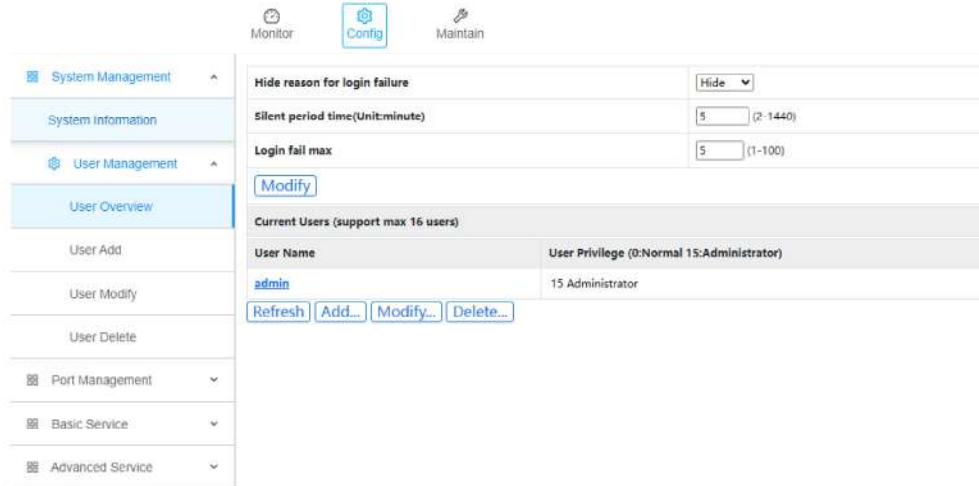 Monitor
Config
Maintain
System Management
System Information
User Management
User Overview
User Add
User Modify
User Delete
Port Management
Basic Service
Advanced Service
Hide reason for login failure Hide
Silent period time(Unit:minute) 5 (2-1440)
Login fail max 5 (1-100)
Modify
Current Users (support max 16 users)
User Name User Privilege (0:Normal 15:Administrator)
admin 15 Administrator
Refresh Add... Modify... Delete...